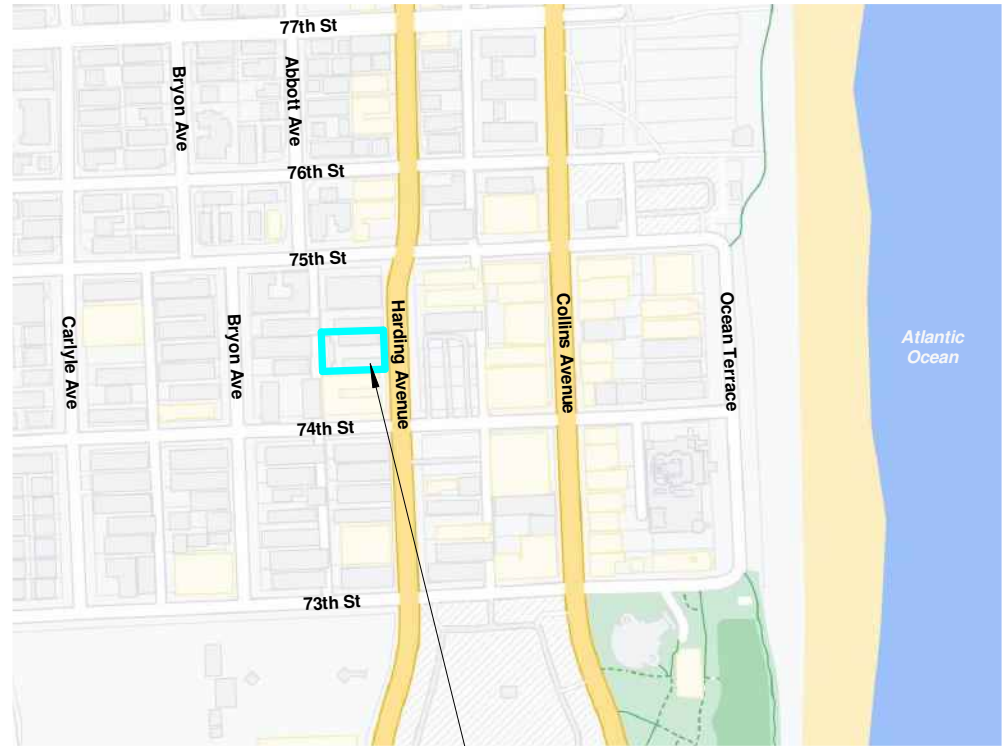 77th St
Bryon Ave
Abbott Ave
76th St
75th St
Carlyle Ave
Bryon Ave
Harding Avenue
Collins Avenue
Ocean Terrace
Atlantic
Ocean
74th St
73th St